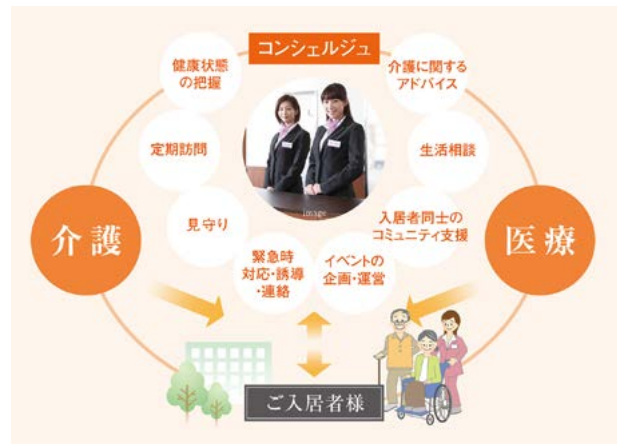 コンシェルジュ
健康状態
の把握
介護に関する
アドバイス
定期訪問
生活相談
見守り
入居者同士の
コミュニティ支援
緊急時
対応・誘導
・連絡
イベントの
企画・運営
image
介護
医療
ご入居者様